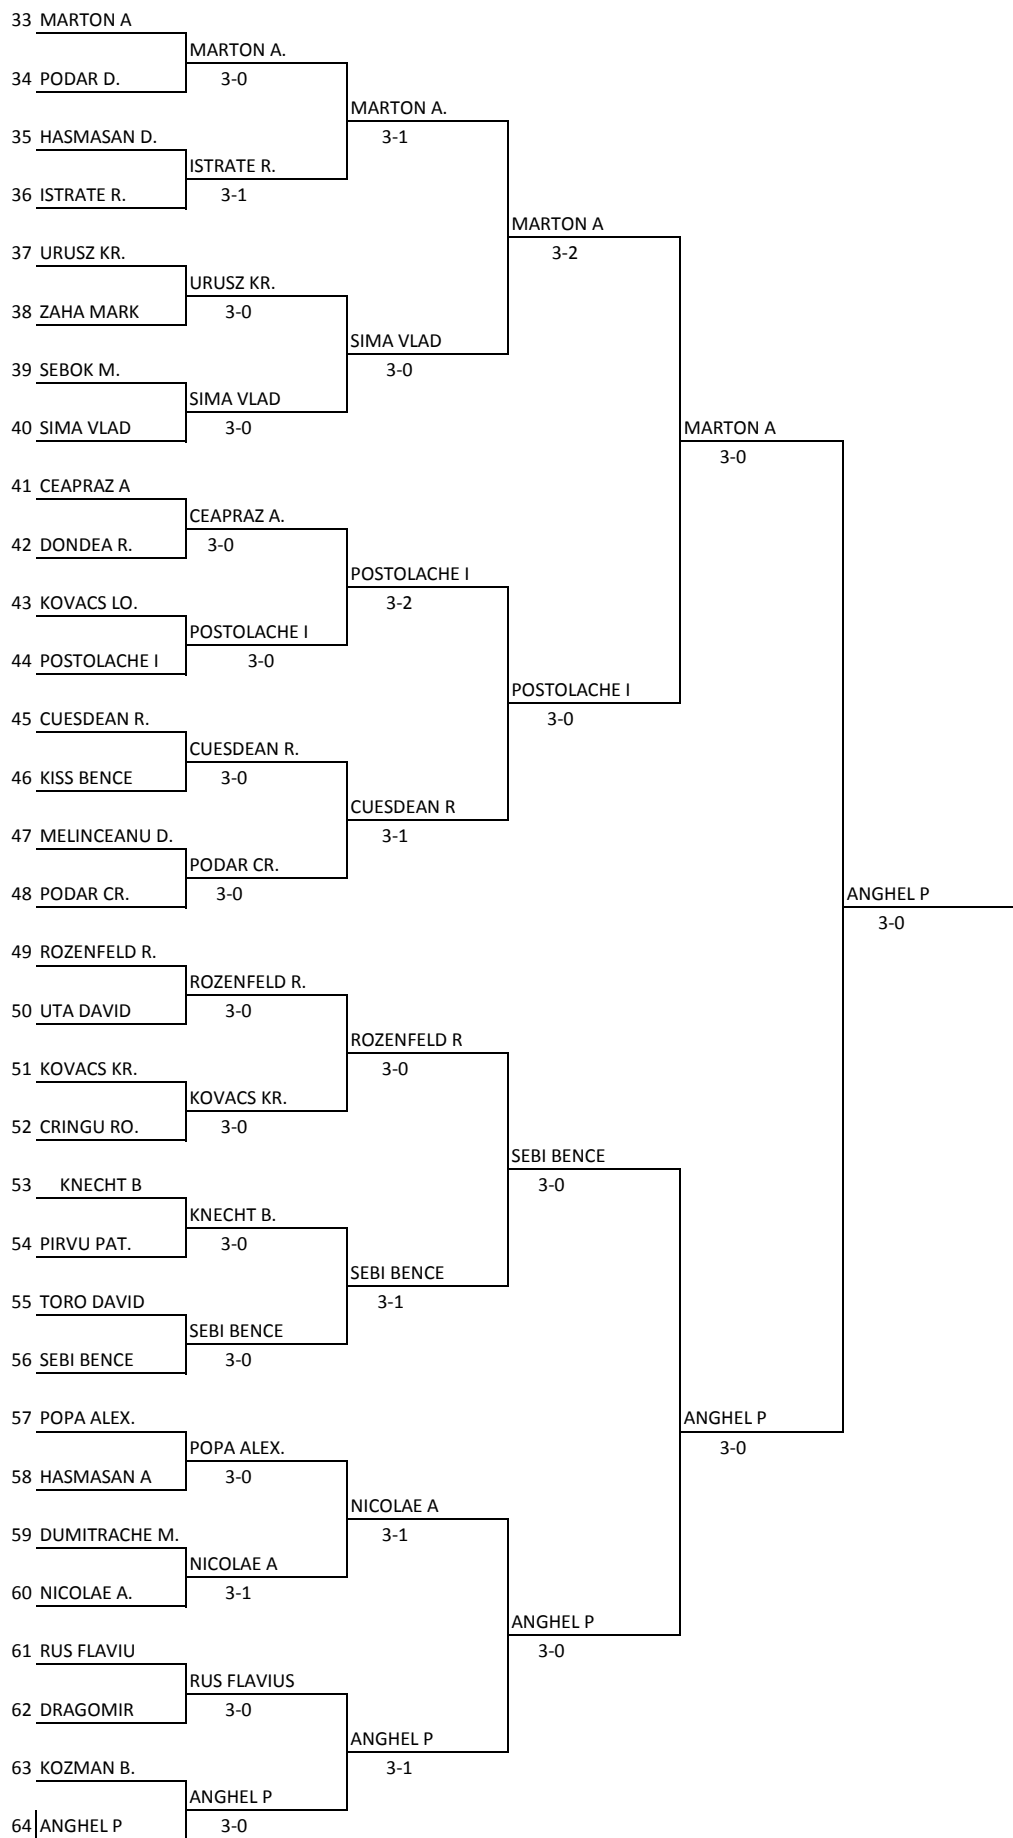 33 MARTON A
MARTON A.
34 PODAR D.
3-0
MARTON A.
35 HASMASAN D.
3-1
ISTRATE R.
36 ISTRATE R.
3-1
MARTON A
37 URUSZ KR.
3-2
URUSZ KR.
38 ZAHA MARK
3-0
SIMA VLAD
39 SEBOK M.
3-0
SIMA VLAD
40 SIMA VLAD
3-0
MARTON A
3-0
41 CEAPRAZ A
CEAPRAZ A.
42 DONDEA R.
3-0
POSTOLACHE I
43 KOVACS LO.
3-2
POSTOLACHE I
44 POSTOLACHE I
3-0
POSTOLACHE I
45 CUESDEAN R.
3-0
CUESDEAN R.
46 KISS BENCE
3-0
CUESDEAN R
47 MELINCEANU D.
3-1
PODAR CR.
48 PODAR CR.
3-0
ANGHEL P
3-0
49 ROZENFELD R.
ROZENFELD R.
50 UTA DAVID
3-0
ROZENFELD R
51 KOVACS KR.
3-0
KOVACS KR.
52 CRINGU RO.
3-0
SEBI BENCE
53 KNECHT B
3-0
KNECHT B.
54 PIRVU PAT.
3-0
SEBI BENCE
55 TORO DAVID
3-1
SEBI BENCE
56 SEBI BENCE
3-0
57 POPA ALEX.
ANGHEL P
POPA ALEX.
3-0
58 HASMASAN A
3-0
NICOLAE A
59 DUMITRACHE M.
3-1
NICOLAE A
60 NICOLAE A.
3-1
ANGHEL P
61 RUS FLAVIU
3-0
RUS FLAVIUS
62 DRAGOMIR
3-0
ANGHEL P
63 KOZMAN B.
3-1
ANGHEL P
64 ANGHEL P
3-0